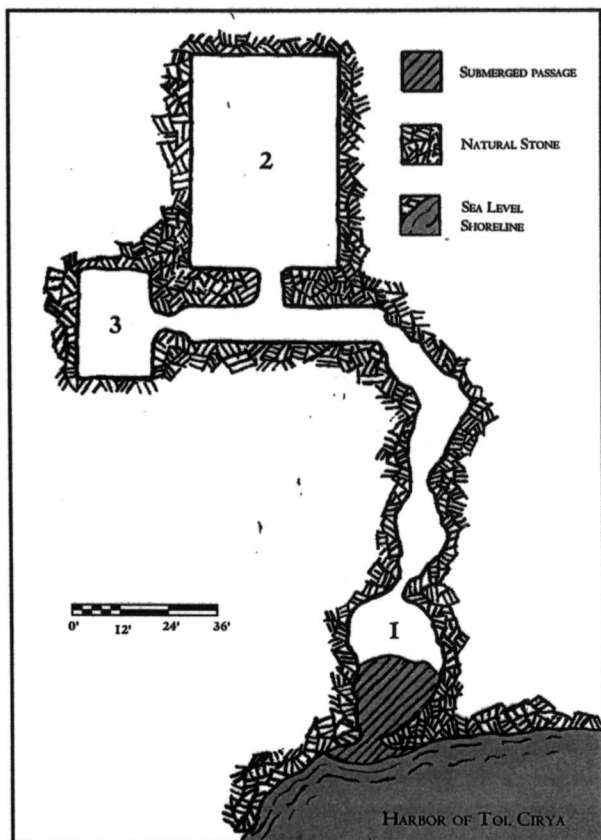 SUBMERGED PASSAGE
NATURAL STONE
SEA LEVEL
SHORELINE
2
3
1
0' 12' 24' 36'
HARBOR OF TOL CIRYA